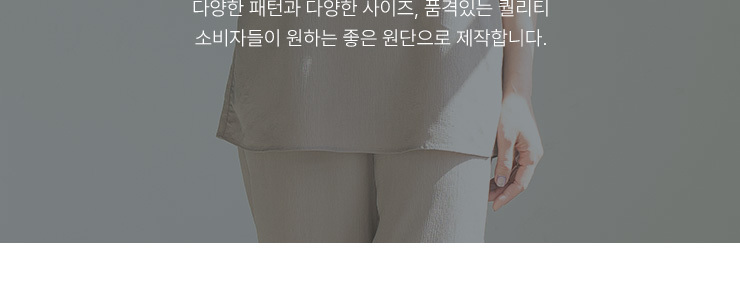 다양한 패턴과 다양한 사이즈, 품격있는 퀄리티
소비자들이 원하는 좋은 원단으로 제작합니다.